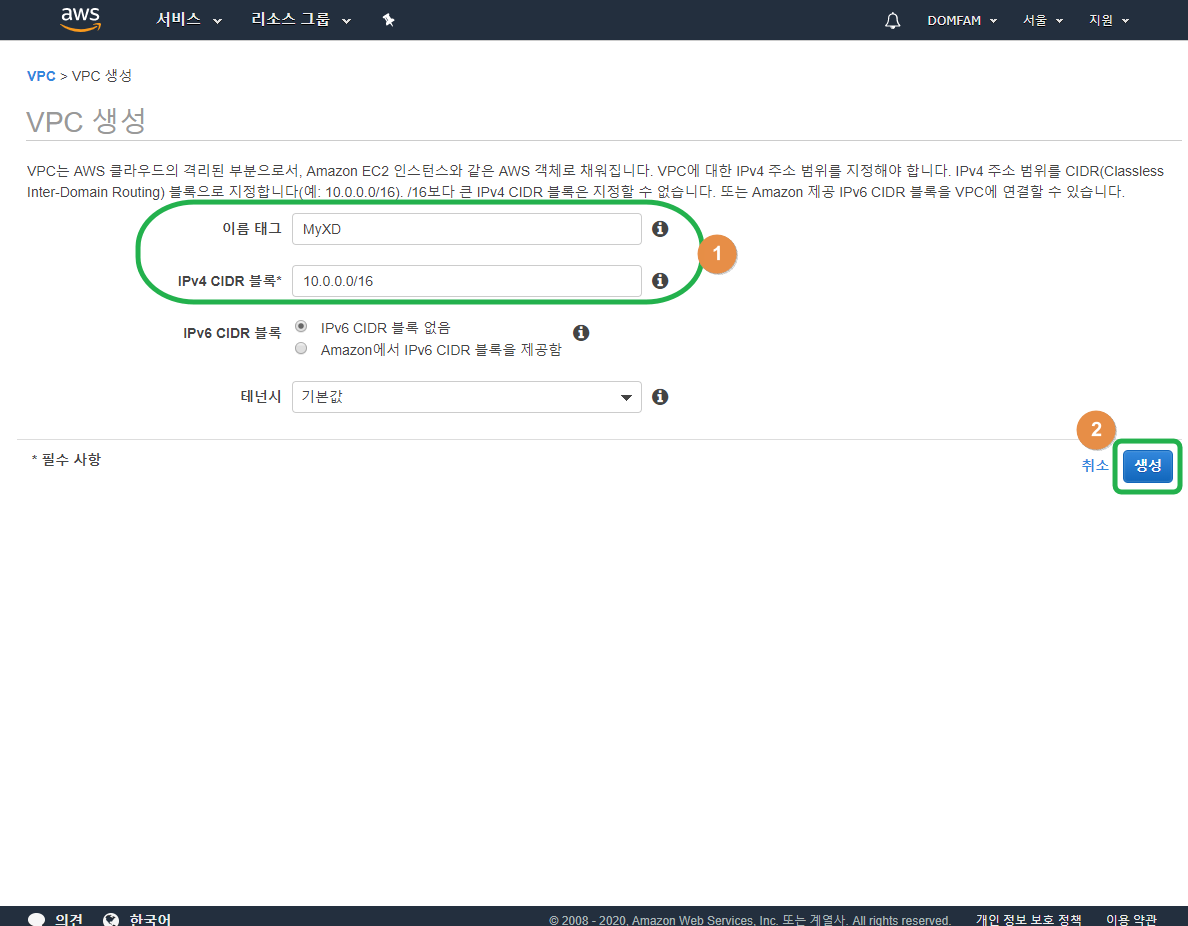 aws 서비스 리소스 그룹 DOMFAM 서울 지원
VPC > VPC 생성
VPC 생성
VPC는 AWS 클라우드의 격리된 부분으로서, Amazon EC2 인스턴스와 같은 AWS 객체로 채워집니다. VPC에 대한 IPv4 주소 범위를 지정해야 합니다. IPv4 주소 범위를 CIDR(Classless
Inter-Domain Routing) 블록으로 지정합니다(예: 10.0.0.0/16). /16보다 큰 IPv4 CIDR 블록은 지정할 수 없습니다. 또는 Amazon 제공 IPv6 CIDR 블록을 VPC에 연결할 수 있습니다.
이름 태그 MyXD
1
IPv4 CIDR 블록* 10.0.0.0/16
IPv6 CIDR 블록 IPv6 CIDR 블록 없음
Amazon에서 IPv6 CIDR 블록을 제공함
테넌시 기본값
2
* 필수 사항 취소 생성
의견 한국어 © 2008 - 2020, Amazon Web Services, Inc. 또는 계열사. All rights reserved. 개인 정보 보호 정책 이용 약관